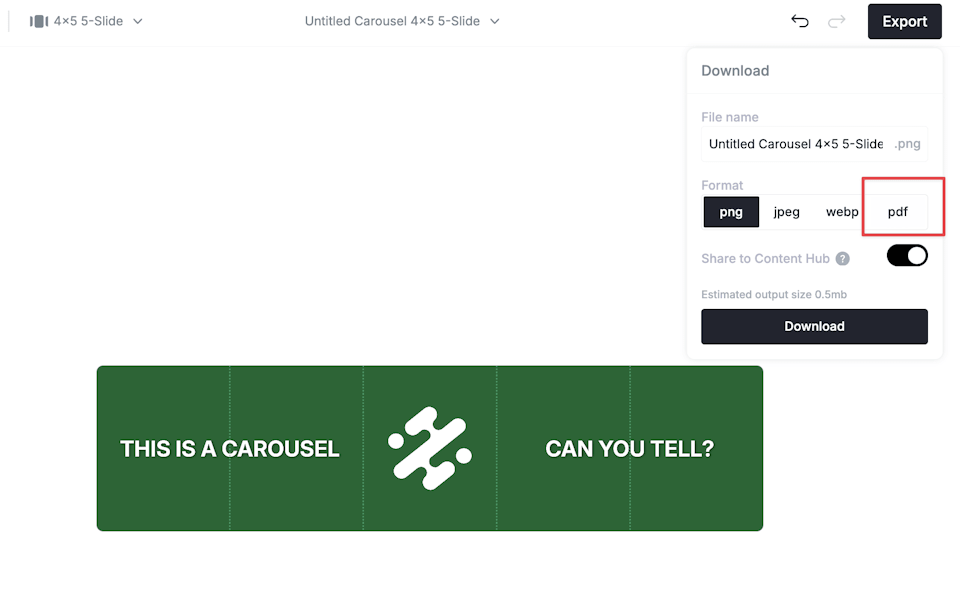 4×5 5-Slide
Untitled Carousel 4×5 5-Slide
Export
Download
File name
Untitled Carousel 4×5 5-Slide .png
Format
png jpeg webp pdf
Share to Content Hub ?
Estimated output size 0.5mb
Download
THIS IS A CAROUSEL CAN YOU TELL?